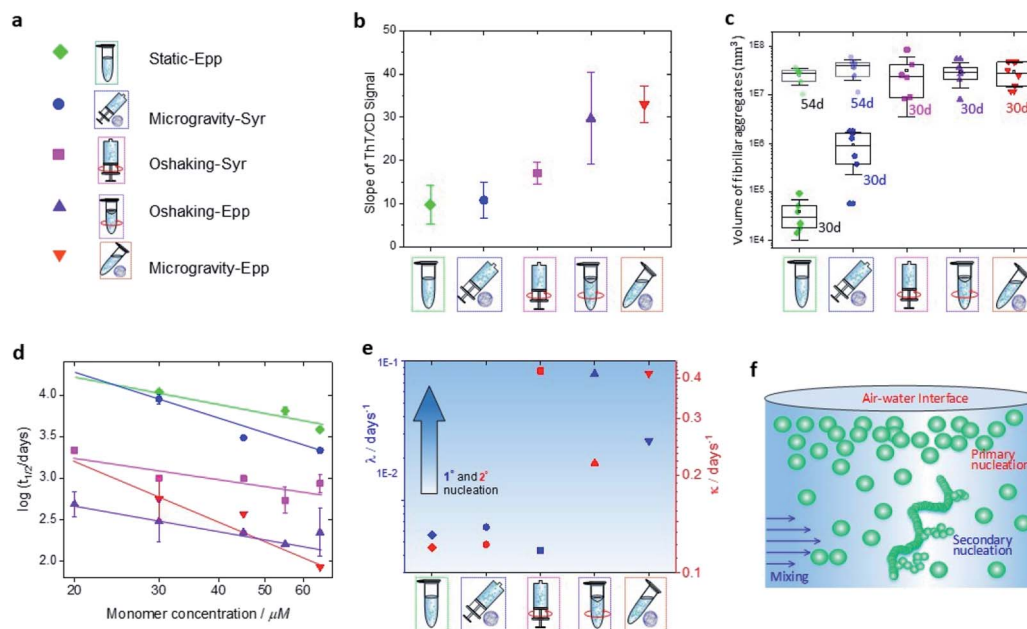 a
Static-Epp
Microgravity-Syr
Oshaking-Syr
Oshaking-Epp
Microgravity-Epp
b
Slope of ThT/CD Signal
50
40
30
20
10
0
c
Volume of fibrillar aggregates (nm³)
1E8
1E7
1E6
1E5
1E4
54d
54d
30d
30d
30d
30d
30d
d
log (t1/2/days)
4.0
3.5
3.0
2.5
2.0
20 30 40 50 60
Monomer concentration / μM
e
λ / days⁻¹
1E-1
1E-2
1° and 2°
nucleation
0.4
0.3
0.2
0.1
κ / days⁻¹
f
Air-water Interface
Primary
nucleation
Secondary
nucleation
Mixing